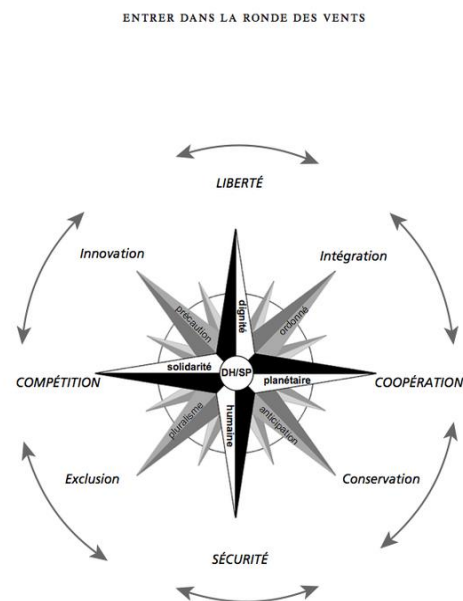 ENTRER DANS LA RONDE DES VENTS
LIBERTÉ
Innovation
Intégration
dignité
précaution
ordonné
solidarité
DH/SP
planétaire
COMPÉTITION
COOPÉRATION
pluralisme
humaine
anticipation
Exclusion
Conservation
SÉCURITÉ